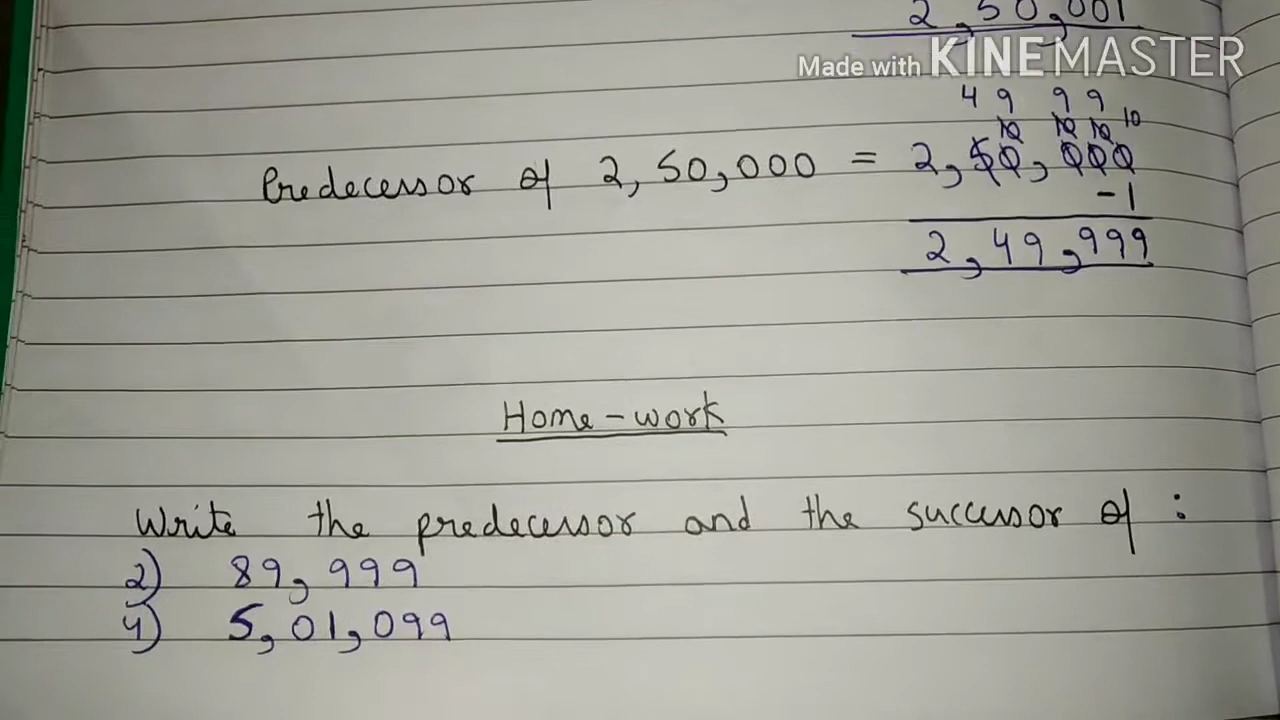 2,50,001
Made with KINEMASTER
4 9 9 9
10 10 10 10
Predecessor of 2,50,000 = 2,50,000
-1
2,49,999
Home-work
Write the predecessor and the successor of :
2) 89,999
4) 5,01,099